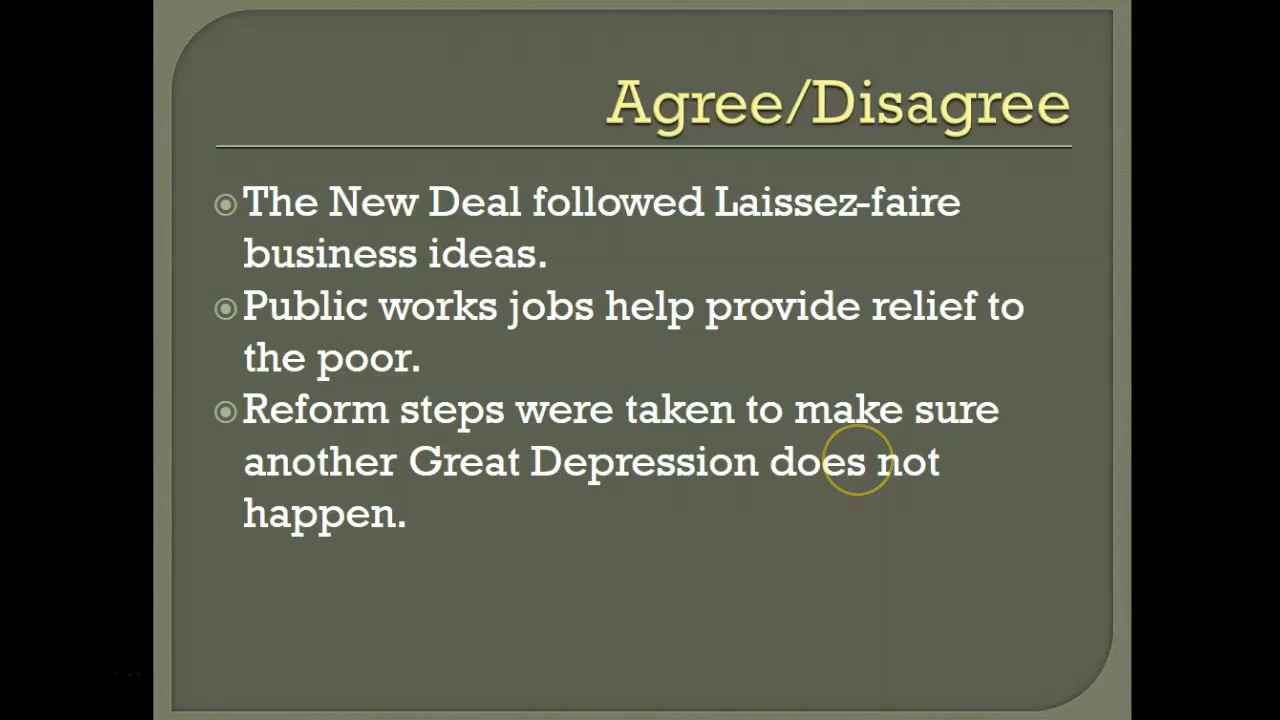 Agree/Disagree
The New Deal followed Laissez-faire
business ideas.
Public works jobs help provide relief to
the poor.
Reform steps were taken to make sure
another Great Depression does not
happen.